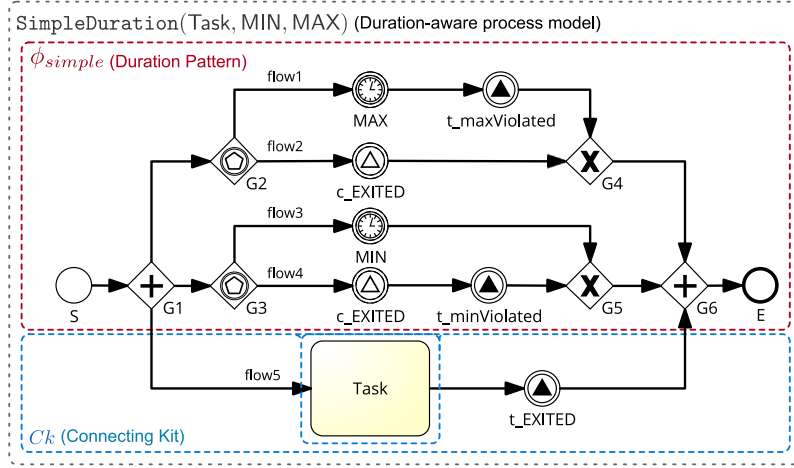 SimpleDuration(Task, MIN, MAX) (Duration-aware process model)
ϕsimple (Duration Pattern)
flow1
MAX
t_maxViolated
flow2
G2
c_EXITED
G4
flow3
MIN
flow4
S
G1
G3
c_EXITED
t_minViolated
G5
G6
E
flow5
Task
t_EXITED
Ck (Connecting Kit)